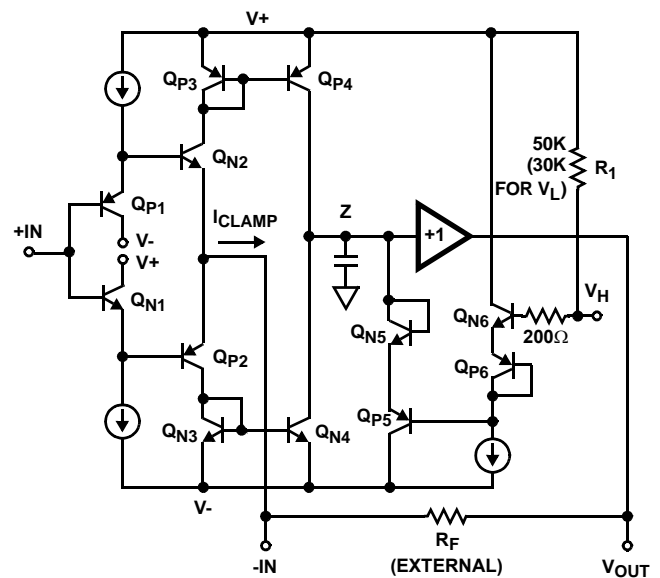 V+
QP3
QP4
QN2
50K
(30K
FOR VL)
R1
QP1
ICLAMP
Z
+1
+IN
V-
V+
VH
QN1
QN5
QN6
200Ω
QP2
QP6
QP5
QN3
QN4
V-
RF
(EXTERNAL)
-IN
VOUT